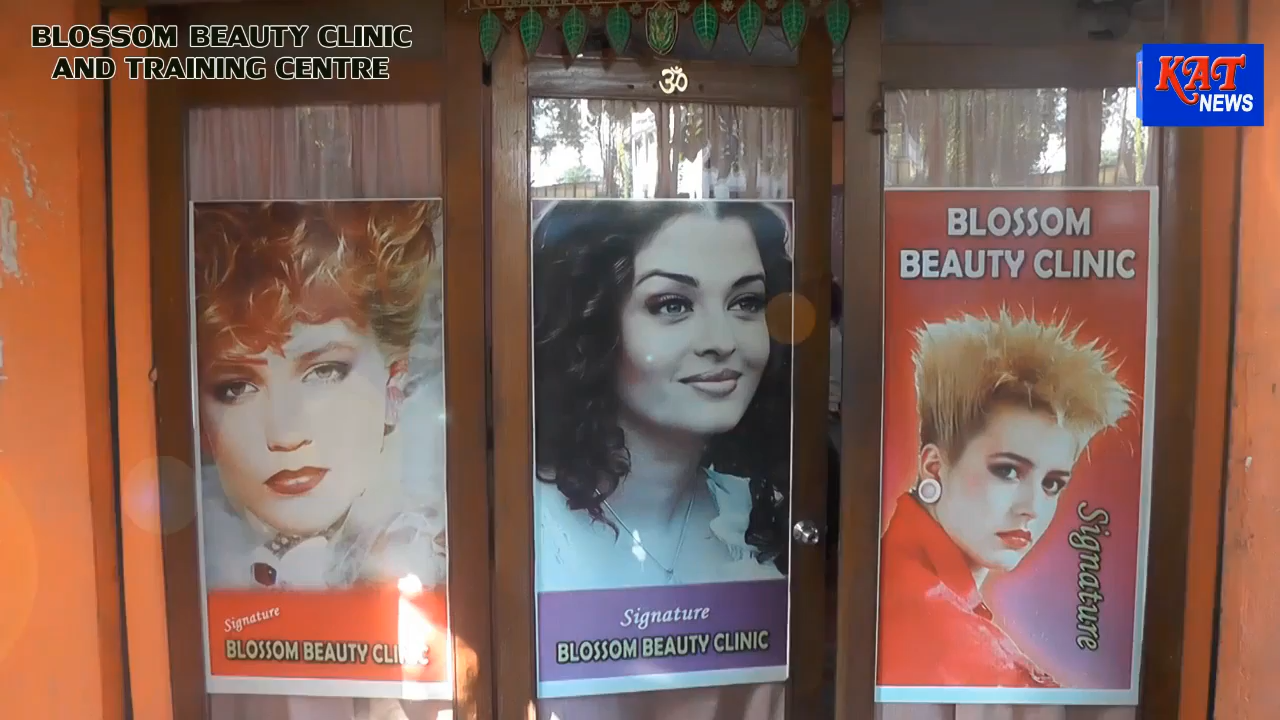 BLOSSOM BEAUTY CLINIC
AND TRAINING CENTRE
KAT
NEWS
ॐ
Signature
BLOSSOM BEAUTY CLINIC
Signature
BLOSSOM BEAUTY CLINIC
BLOSSOM
BEAUTY CLINIC
Signature